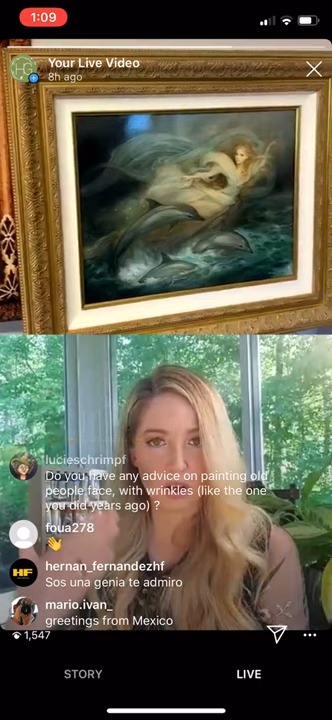 1:09
HG
Your Live Video
8h ago
lucieschrimpf
Do you have any advice on painting old
people face, with wrinkles (like the one
you did years ago) ?
foua278
👋
hernan_fernandezhf
HF
Sos una genia te admiro
mario.ivan_
greetings from Mexico
1,547
STORY
LIVE